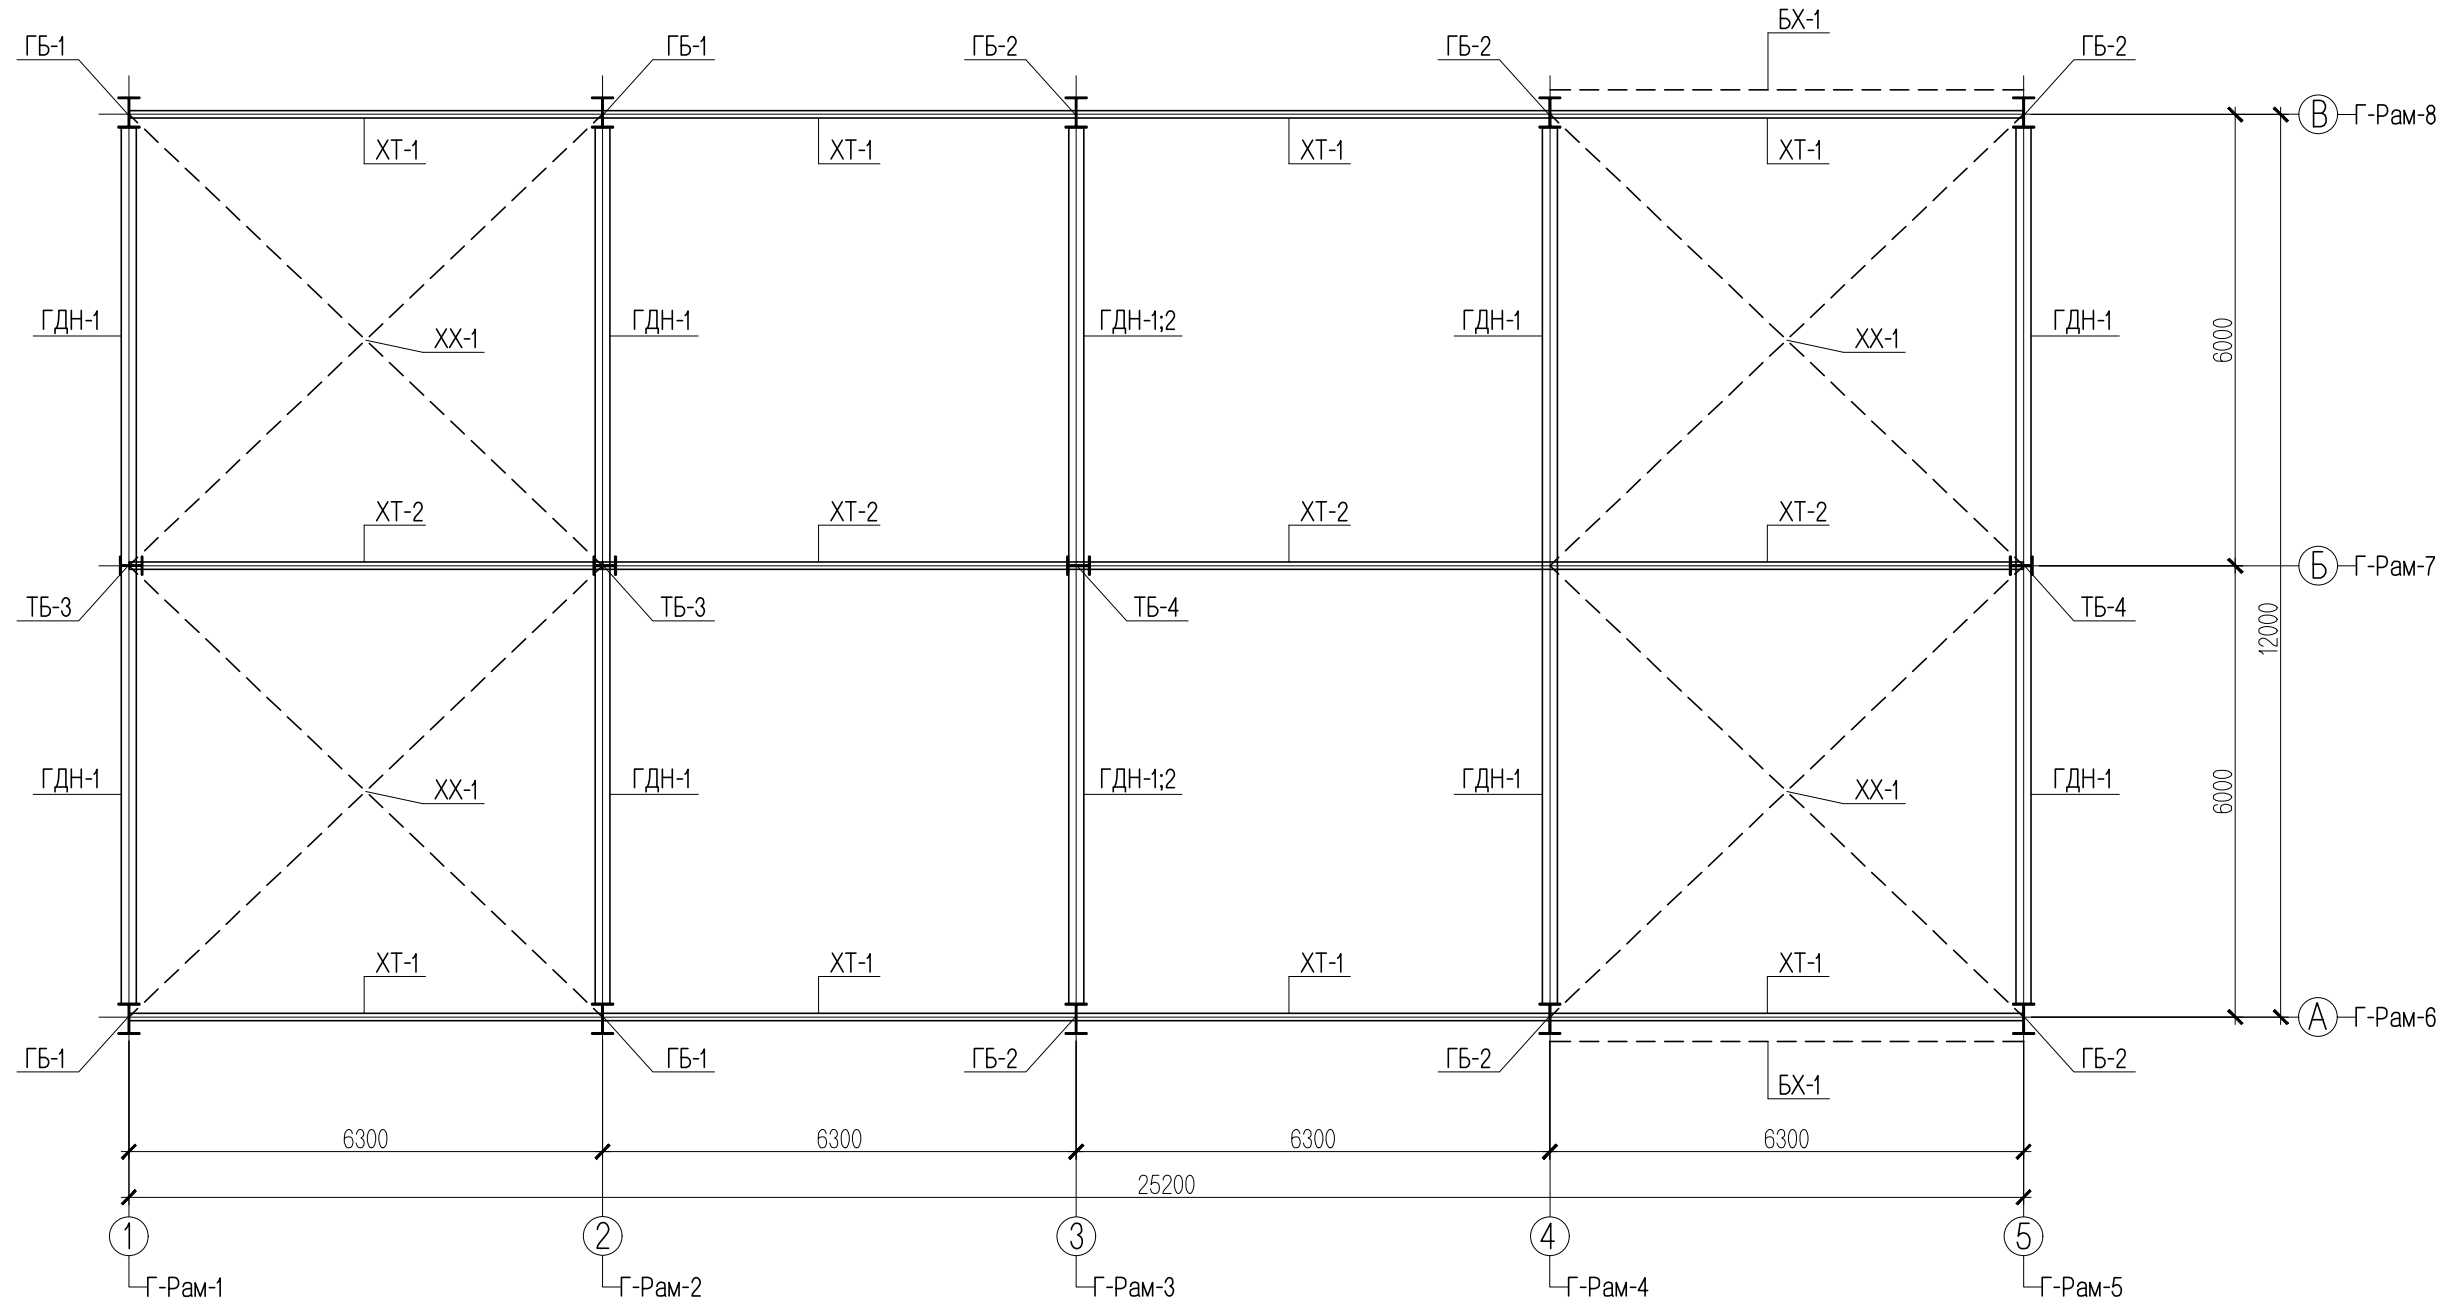 БХ-1
ГБ-1
ГБ-1
ГБ-2
ГБ-2
ГБ-2
В
Г-Рам-8
ХТ-1
ХТ-1
ХТ-1
ХТ-1
ГДН-1
ХХ-1
ГДН-1
ГДН-1;2
ГДН-1
ХХ-1
ГДН-1
6000
ХТ-2
ХТ-2
ХТ-2
ХТ-2
Б
Г-Рам-7
ТБ-3
ТБ-3
ТБ-4
ТБ-4
12000
ГДН-1
ХХ-1
ГДН-1
ГДН-1;2
ГДН-1
ХХ-1
ГДН-1
6000
ХТ-1
ХТ-1
ХТ-1
ХТ-1
А
Г-Рам-6
ГБ-1
ГБ-1
ГБ-2
ГБ-2
ГБ-2
БХ-1
6300
6300
6300
6300
25200
1
2
3
4
5
Г-Рам-1
Г-Рам-2
Г-Рам-3
Г-Рам-4
Г-Рам-5